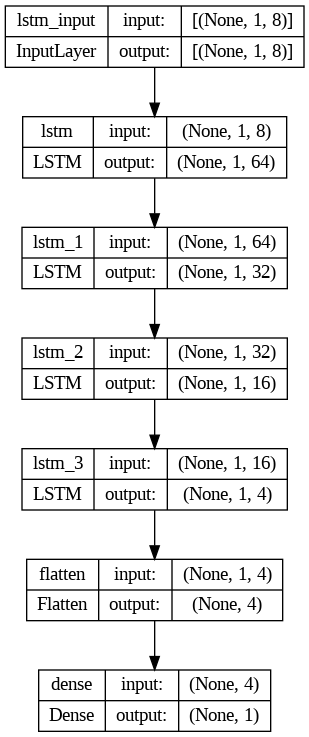 lstm_input input: [(None, 1, 8)]
InputLayer output: [(None, 1, 8)]
lstm input: (None, 1, 8)
LSTM output: (None, 1, 64)
lstm_1 input: (None, 1, 64)
LSTM output: (None, 1, 32)
lstm_2 input: (None, 1, 32)
LSTM output: (None, 1, 16)
lstm_3 input: (None, 1, 16)
LSTM output: (None, 1, 4)
flatten input: (None, 1, 4)
Flatten output: (None, 4)
dense input: (None, 4)
Dense output: (None, 1)